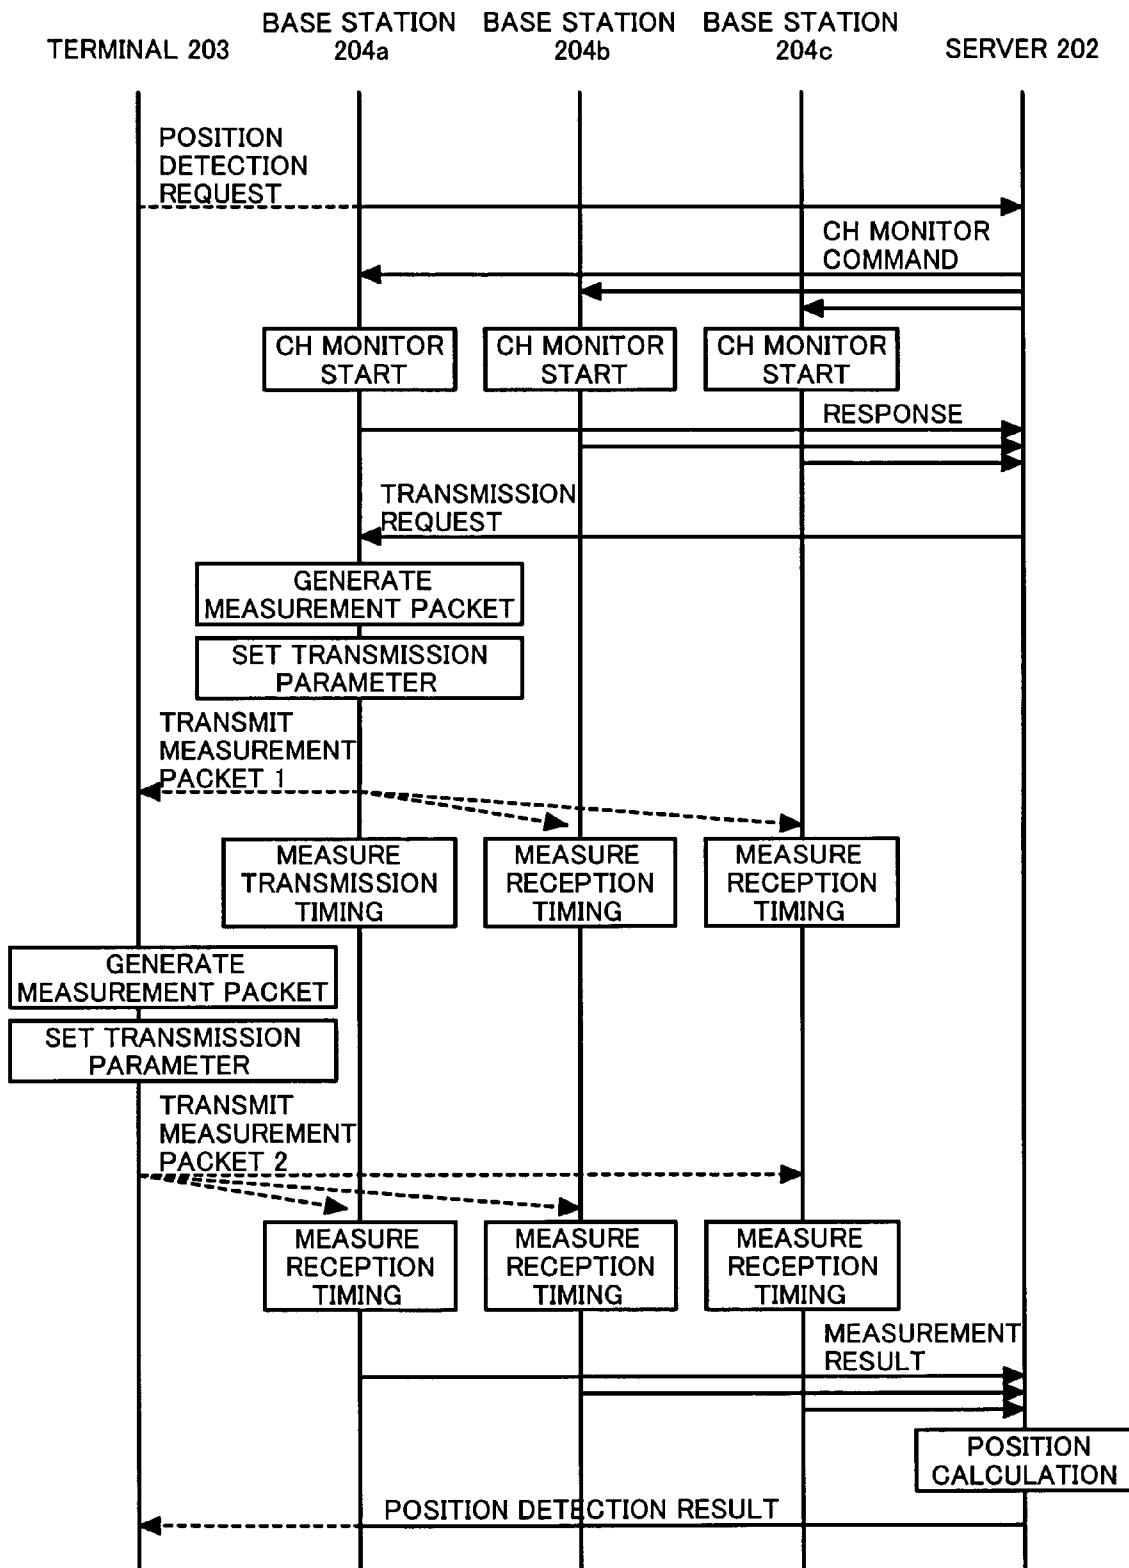 TERMINAL 203
BASE STATION
204a
BASE STATION
204b
BASE STATION
204c
SERVER 202
POSITION
DETECTION
REQUEST
CH MONITOR
COMMAND
CH MONITOR
START
CH MONITOR
START
CH MONITOR
START
RESPONSE
TRANSMISSION
REQUEST
GENERATE
MEASUREMENT PACKET
SET TRANSMISSION
PARAMETER
TRANSMIT
MEASUREMENT
PACKET 1
MEASURE
TRANSMISSION
TIMING
MEASURE
RECEPTION
TIMING
MEASURE
RECEPTION
TIMING
GENERATE
MEASUREMENT PACKET
SET TRANSMISSION
PARAMETER
TRANSMIT
MEASUREMENT
PACKET 2
MEASURE
RECEPTION
TIMING
MEASURE
RECEPTION
TIMING
MEASURE
RECEPTION
TIMING
MEASUREMENT
RESULT
POSITION
CALCULATION
POSITION DETECTION RESULT